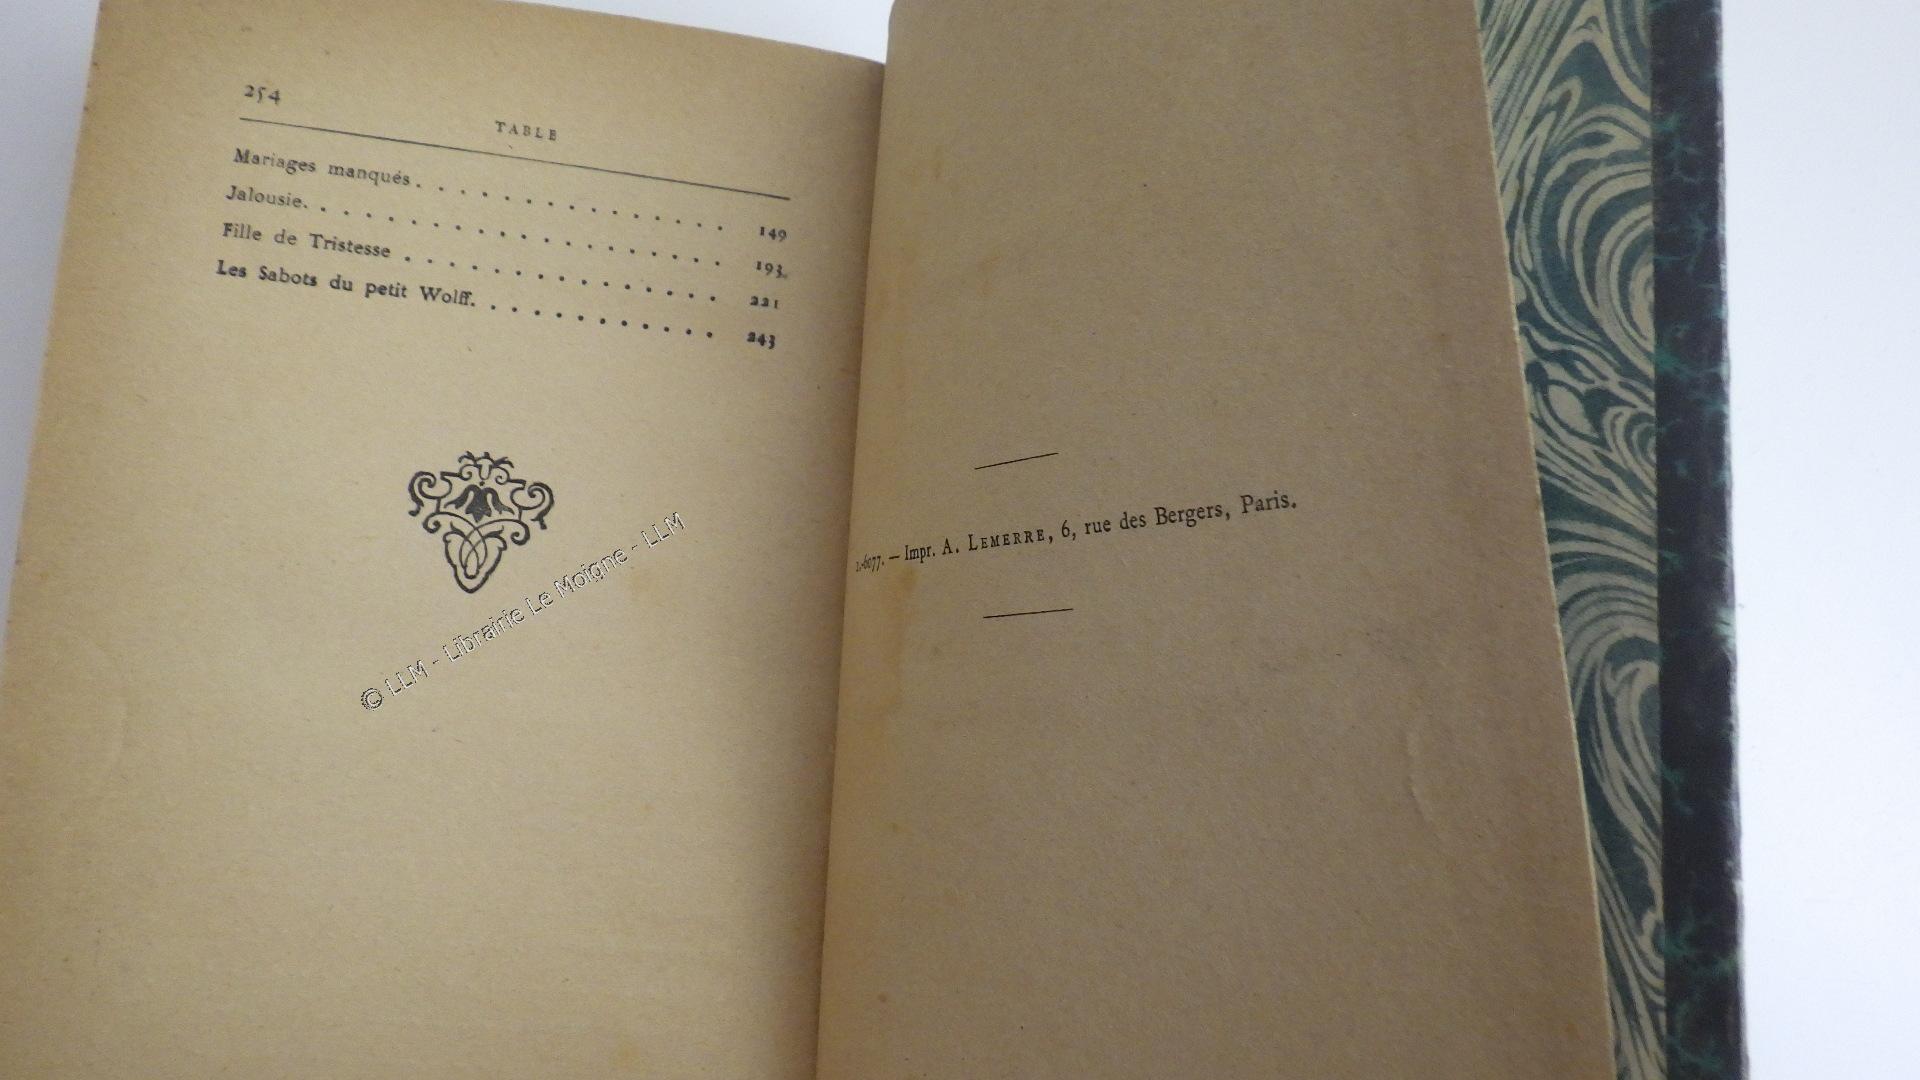 254
TABLE
Mariages manqués. . . . . . . . . . . . . . . 149
Jalousie. . . . . . . . . . . . . . . . . . . 193
Fille de Tristesse . . . . . . . . . . . . . . . 221
Les Sabots du petit Wolff. . . . . . . . . . . . 243
© LLM - Librairie Le Moigne - LLM
1.-6077. — Impr. A. LEMERRE, 6, rue des Bergers, Paris.